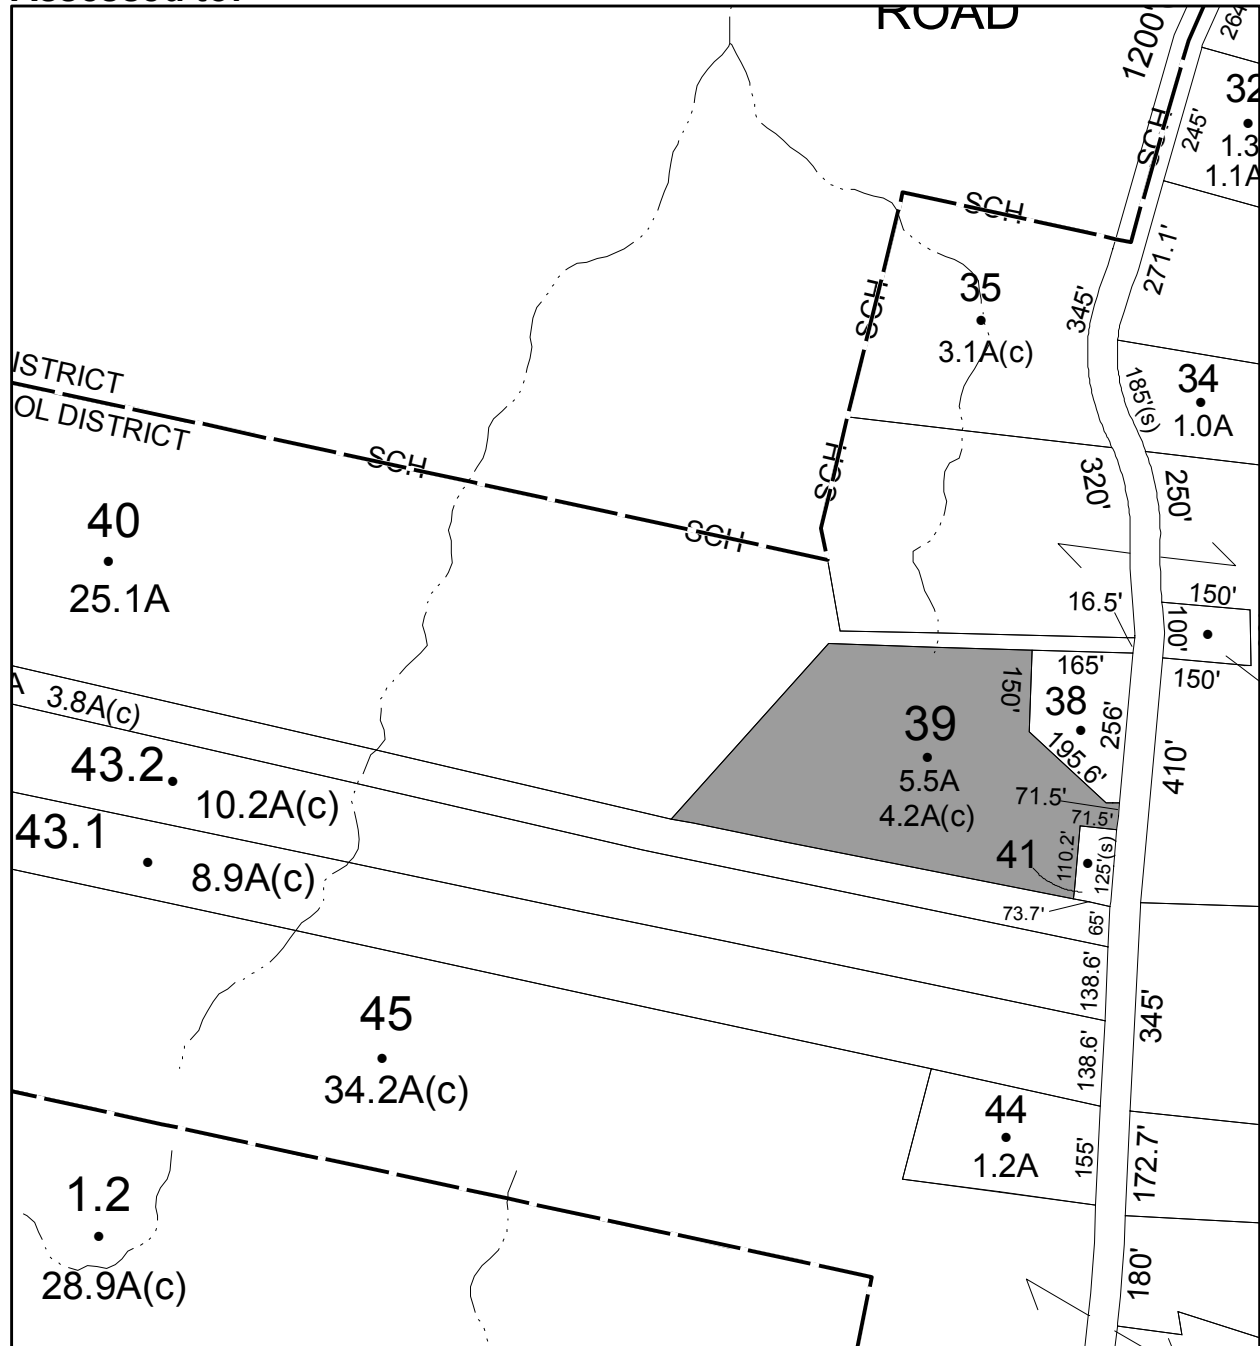 ROAD
1200'
264
32
245'
1.3
1.1A
SCH
SCH
271.1'
35
345'
SCH
3.1A(c)
ISTRICT
OL DISTRICT
34
185'(s)
1.0A
SCH
SCH
320'
250'
40
SCH
25.1A
16.5'
150'
100'
165'
150'
150'
38
256'
195.6'
3.8A(c)
39
5.5A
4.2A(c)
410'
43.2
10.2A(c)
71.5'
71.5'
43.1
41
110.2'
125'(s)
8.9A(c)
73.7'
65'
138.6'
45
345'
34.2A(c)
138.6'
44
1.2A
155'
172.7'
1.2
28.9A(c)
180'